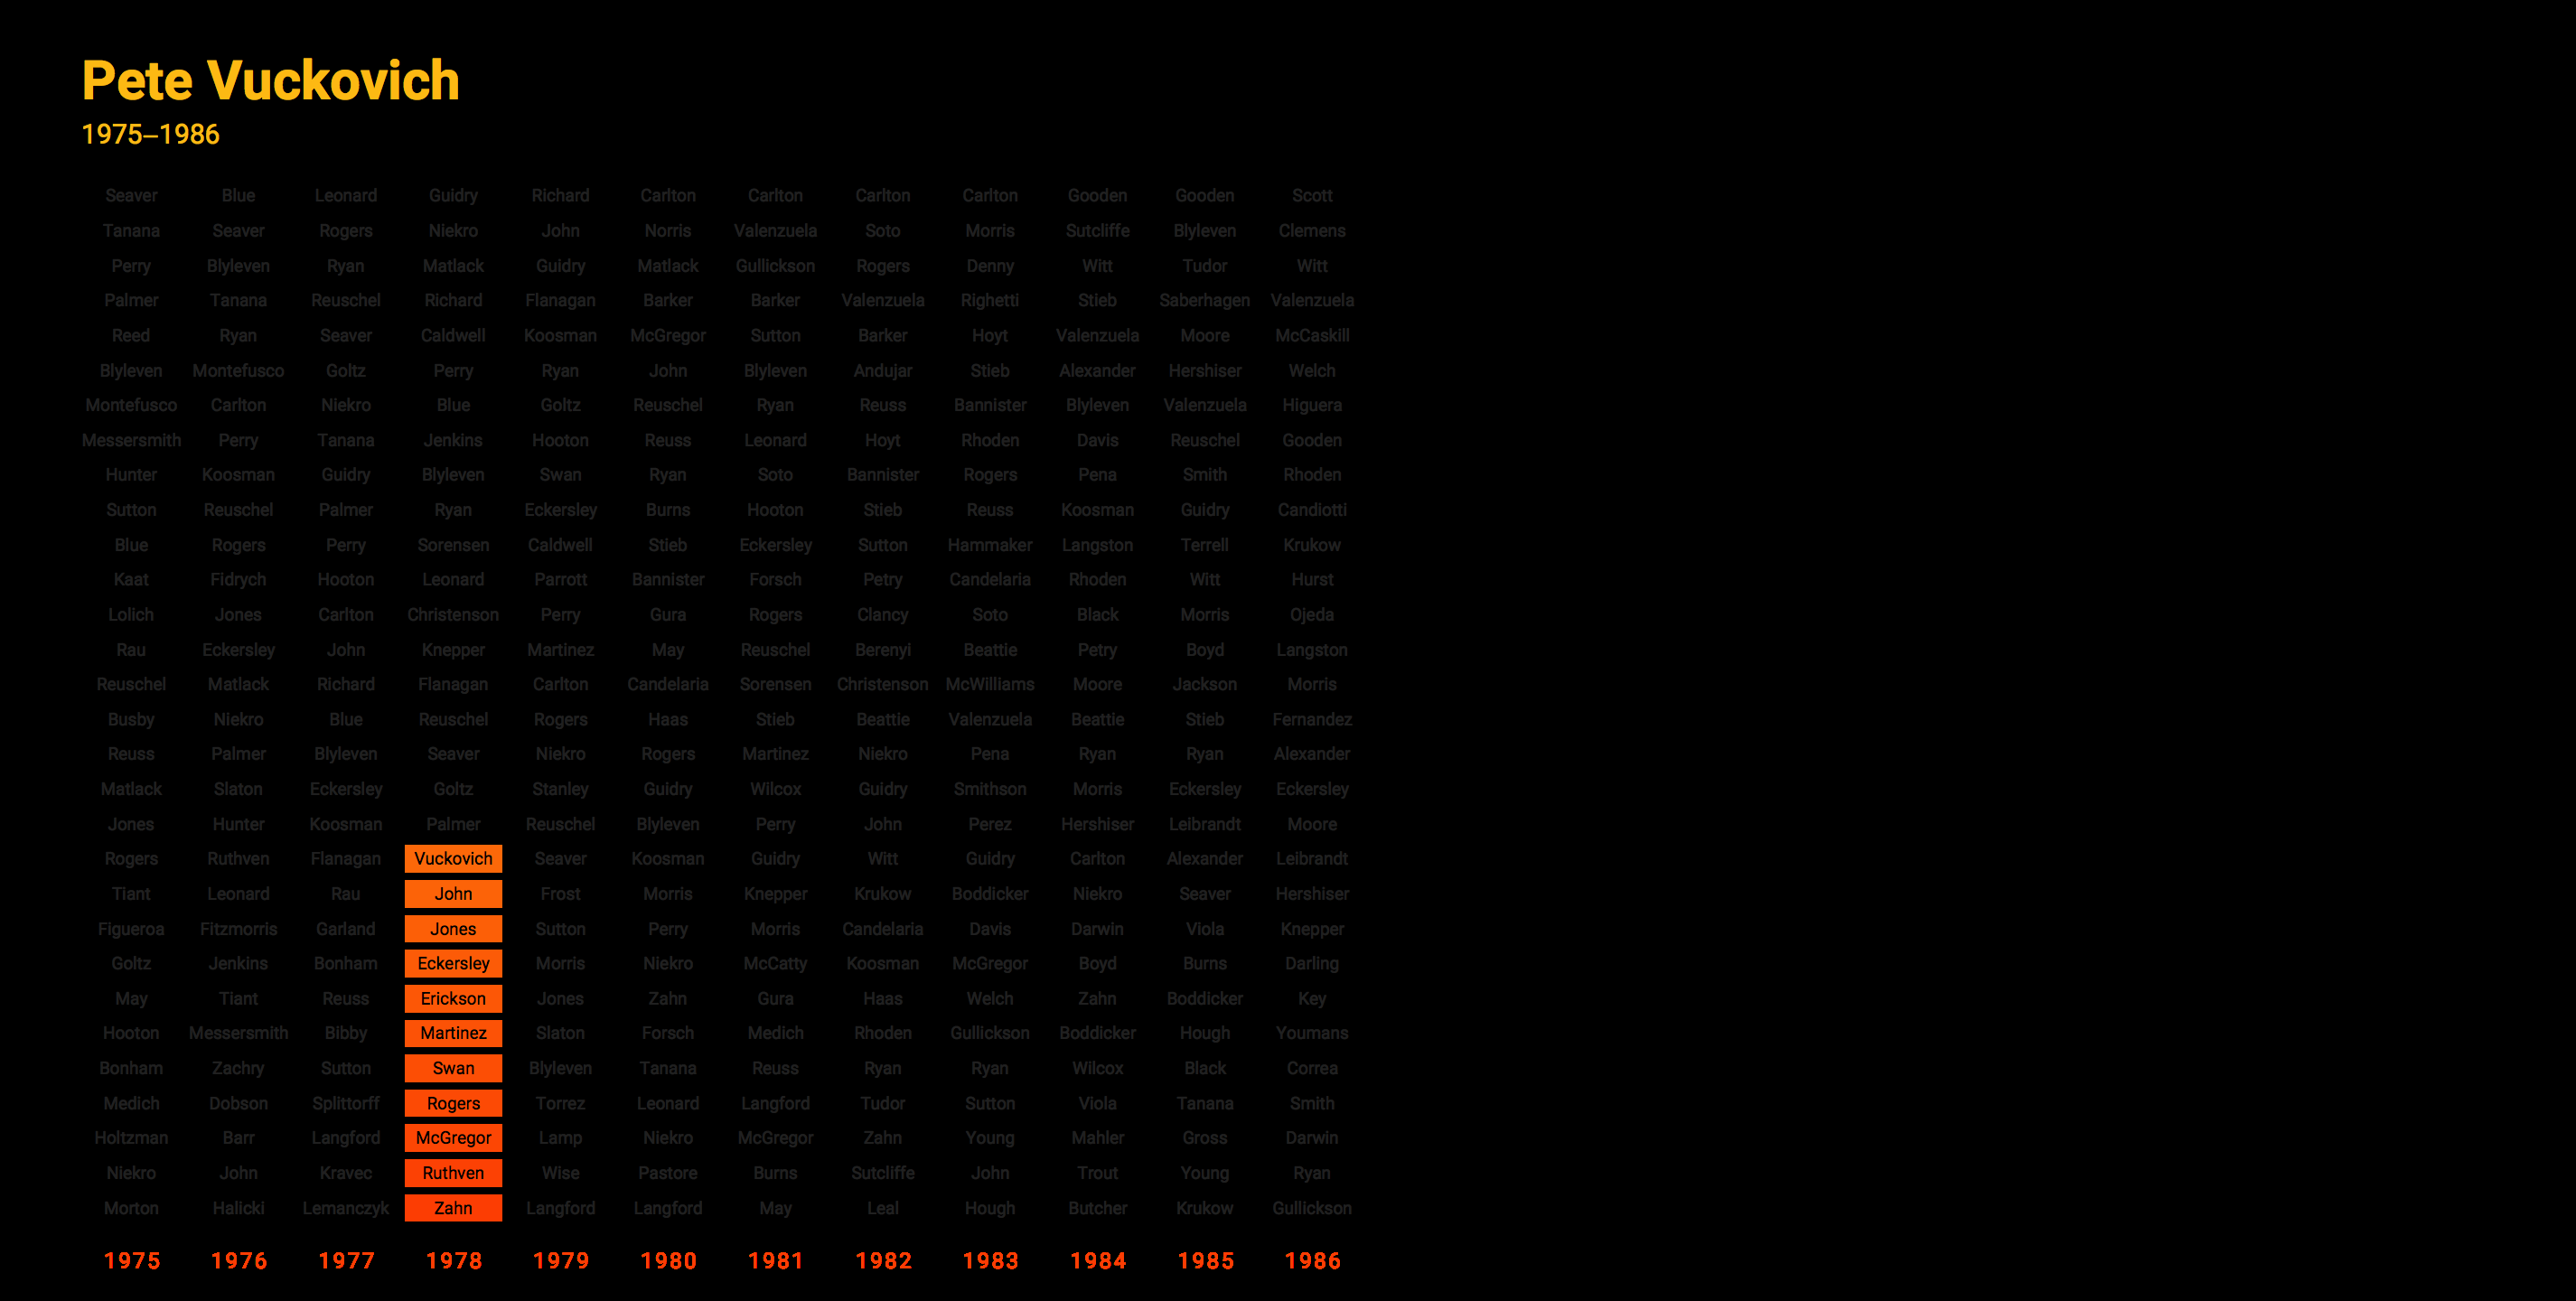 Pete Vuckovich
1975–1986
Seaver Blue Leonard Guidry Richard Carlton Carlton Carlton Carlton Gooden Gooden Scott
Tanana Seaver Rogers Niekro John Norris Valenzuela Soto Morris Sutcliffe Blyleven Clemens
Perry Blyleven Ryan Matlack Guidry Matlack Gullickson Rogers Denny Witt Tudor Witt
Palmer Tanana Reuschel Richard Flanagan Barker Barker Valenzuela Righetti Stieb Saberhagen Valenzuela
Reed Ryan Seaver Caldwell Koosman McGregor Sutton Barker Hoyt Valenzuela Moore McCaskill
Blyleven Montefusco Goltz Perry Ryan John Blyleven Andujar Stieb Alexander Hershiser Welch
Montefusco Carlton Niekro Blue Goltz Reuschel Ryan Reuss Bannister Blyleven Valenzuela Higuera
Messersmith Perry Tanana Jenkins Hooton Reuss Leonard Hoyt Rhoden Davis Reuschel Gooden
Hunter Koosman Guidry Blyleven Swan Ryan Soto Bannister Rogers Pena Smith Rhoden
Sutton Reuschel Palmer Ryan Eckersley Burns Hooton Stieb Reuss Koosman Guidry Candiotti
Blue Rogers Perry Sorensen Caldwell Stieb Eckersley Sutton Hammaker Langston Terrell Krukow
Kaat Fidrych Hooton Leonard Parrott Bannister Forsch Petry Candelaria Rhoden Witt Hurst
Lolich Jones Carlton Christenson Perry Gura Rogers Clancy Soto Black Morris Ojeda
Rau Eckersley John Knepper Martinez May Reuschel Berenyi Beattie Petry Boyd Langston
Reuschel Matlack Richard Flanagan Carlton Candelaria Sorensen Christenson McWilliams Moore Jackson Morris
Busby Niekro Blue Reuschel Rogers Haas Stieb Beattie Valenzuela Beattie Stieb Fernandez
Reuss Palmer Blyleven Seaver Niekro Rogers Martinez Niekro Pena Ryan Ryan Alexander
Matlack Slaton Eckersley Goltz Stanley Guidry Wilcox Guidry Smithson Morris Eckersley Eckersley
Jones Hunter Koosman Palmer Reuschel Blyleven Perry John Perez Hershiser Leibrandt Moore
Rogers Ruthven Flanagan Vuckovich Seaver Koosman Guidry Witt Guidry Carlton Alexander Leibrandt
Tiant Leonard Rau John Frost Morris Knepper Krukow Boddicker Niekro Seaver Hershiser
Figueroa Fitzmorris Garland Jones Sutton Perry Morris Candelaria Davis Darwin Viola Knepper
Goltz Jenkins Bonham Eckersley Morris Niekro McCatty Koosman McGregor Boyd Burns Darling
May Tiant Reuss Erickson Jones Zahn Gura Haas Welch Zahn Boddicker Key
Hooton Messersmith Bibby Martinez Slaton Forsch Medich Rhoden Gullickson Boddicker Hough Youmans
Bonham Zachry Sutton Swan Blyleven Tanana Reuss Ryan Ryan Wilcox Black Correa
Medich Dobson Splittorff Rogers Torrez Leonard Langford Tudor Sutton Viola Tanana Smith
Holtzman Barr Langford McGregor Lamp Niekro McGregor Zahn Young Mahler Gross Darwin
Niekro John Kravec Ruthven Wise Pastore Burns Sutcliffe John Trout Young Ryan
Morton Halicki Lemanczyk Zahn Langford Langford May Leal Hough Butcher Krukow Gullickson
1975 1976 1977 1978 1979 1980 1981 1982 1983 1984 1985 1986